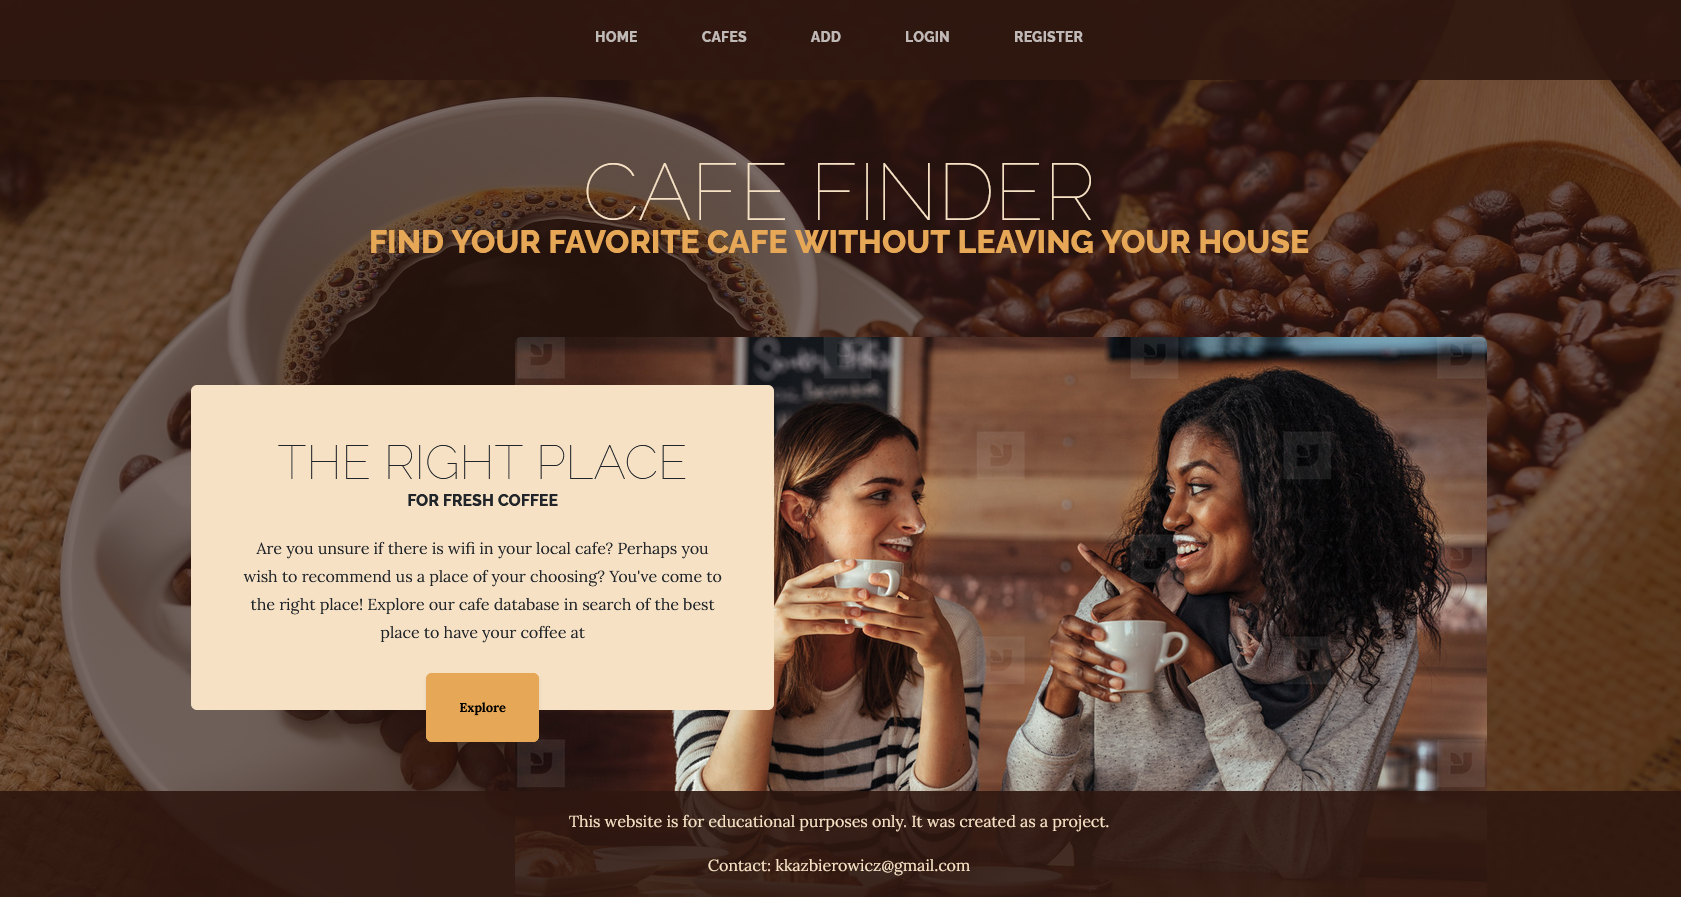 HOME CAFES ADD LOGIN REGISTER
CAFE FINDER
FIND YOUR FAVORITE CAFE WITHOUT LEAVING YOUR HOUSE
THE RIGHT PLACE
FOR FRESH COFFEE
Are you unsure if there is wifi in your local cafe? Perhaps you
wish to recommend us a place of your choosing? You've come to
the right place! Explore our cafe database in search of the best
place to have your coffee at
Explore
This website is for educational purposes only. It was created as a project.
Contact: kkazbierowicz@gmail.com